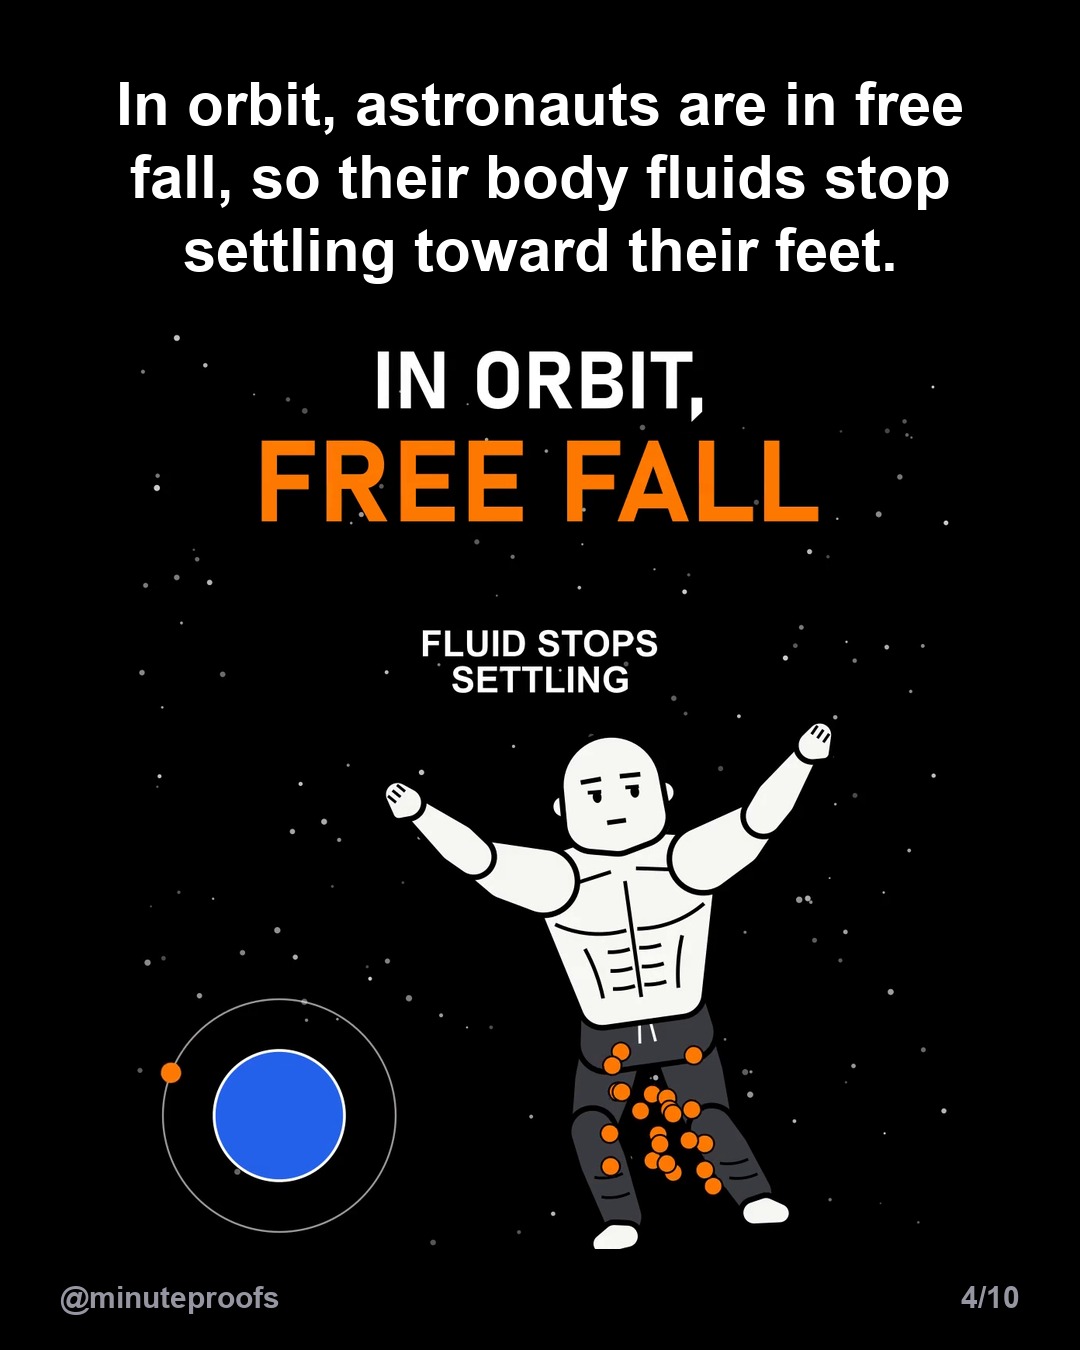 In orbit, astronauts are in free
fall, so their body fluids stop
settling toward their feet.
IN ORBIT,
FREE FALL
FLUID STOPS
SETTLING
@minuteproofs
4/10